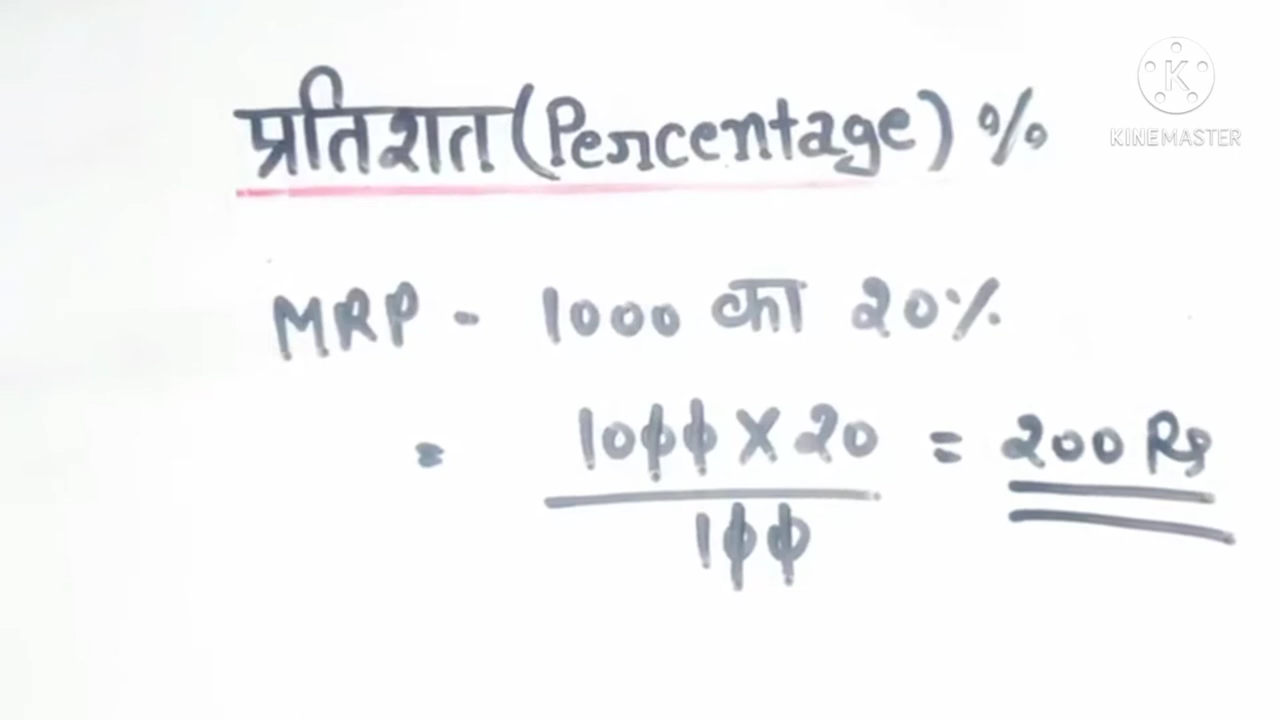 प्रतिशत (Percentage) %
K
KINEMASTER
MRP - 1000 का 20%
= 1000 X 20 = 200 Rs
100